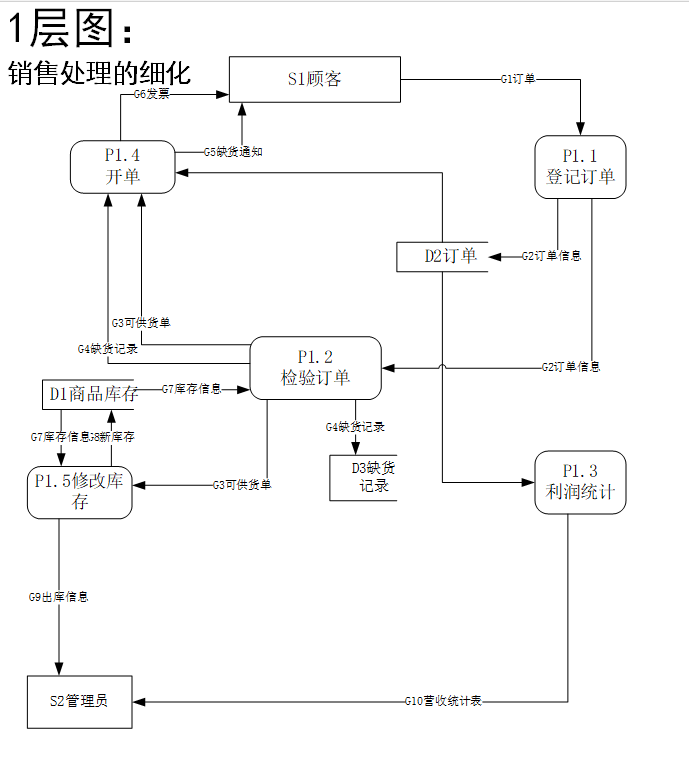 1层图：
销售处理的细化
S1顾客
G1订单
G6发票
P1.4
开单
G5缺货通知
P1.1
登记订单
D2订单
G2订单信息
G3可供货单
G4缺货记录
P1.2
检验订单
G2订单信息
D1商品库存
G7库存信息
G4缺货记录
G7库存信息
G8新库存
D3缺货
记录
P1.5修改库
存
G3可供货单
P1.3
利润统计
G9出库信息
S2管理员
G10营收统计表